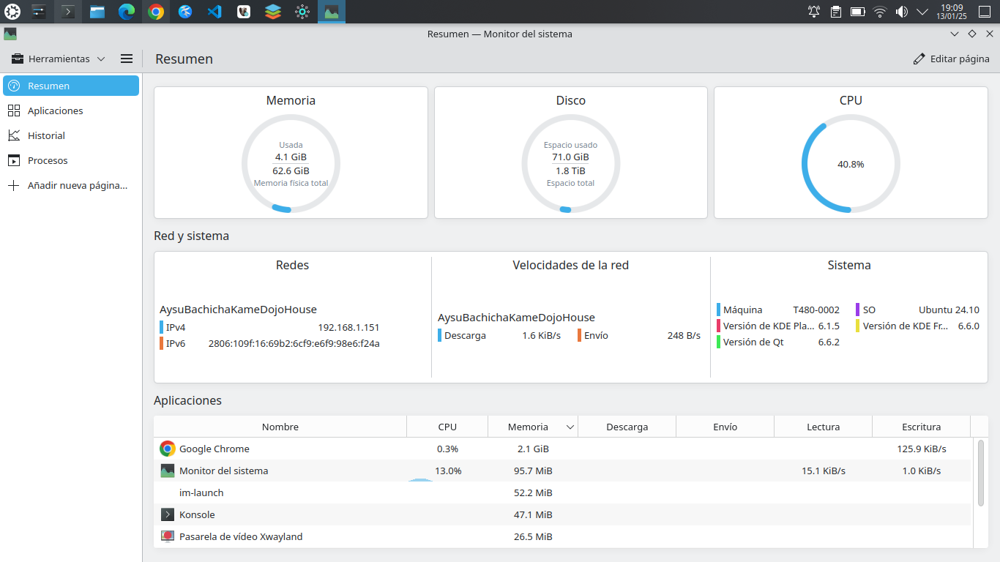 19:09
13/01/25
Resumen — Monitor del sistema
Herramientas
Resumen
Editar página
Resumen
Aplicaciones
Historial
Procesos
Añadir nueva página...
Memoria
Usada
4.1 GiB
62.6 GiB
Memoria física total
Disco
Espacio usado
71.0 GiB
1.8 TiB
Espacio total
CPU
40.8%
Red y sistema
Redes
AysuBachichaKameDojoHouse
IPv4 192.168.1.151
IPv6 2806:109f:16:69b2:6cf9:e6f9:98e6:f24a
Velocidades de la red
AysuBachichaKameDojoHouse
Descarga 1.6 KiB/s Envío 248 B/s
Sistema
Máquina T480-0002 SO Ubuntu 24.10
Versión de KDE Pla... 6.1.5 Versión de KDE Fr... 6.6.0
Versión de Qt 6.6.2
Aplicaciones
Nombre CPU Memoria Descarga Envío Lectura Escritura
Google Chrome 0.3% 2.1 GiB 125.9 KiB/s
Monitor del sistema 13.0% 95.7 MiB 15.1 KiB/s 1.0 KiB/s
im-launch 52.2 MiB
Konsole 47.1 MiB
Pasarela de vídeo Xwayland 26.5 MiB